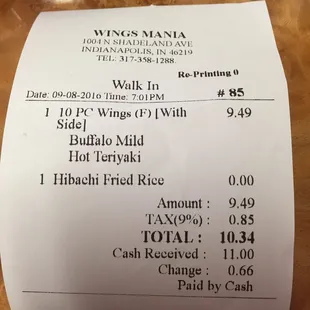 WINGS MANIA
1004 N SHADELAND AVE
INDIANAPOLIS, IN 46219
TEL: 317-358-1288
Re-Printing 0
Walk In
Date: 09-08-2016 Time: 7:01PM # 85
1 10 PC Wings (F) [With 9.49
Side]
Buffalo Mild
Hot Teriyaki
1 Hibachi Fried Rice 0.00
Amount : 9.49
TAX(9%) : 0.85
TOTAL : 10.34
Cash Received : 11.00
Change : 0.66
Paid by Cash